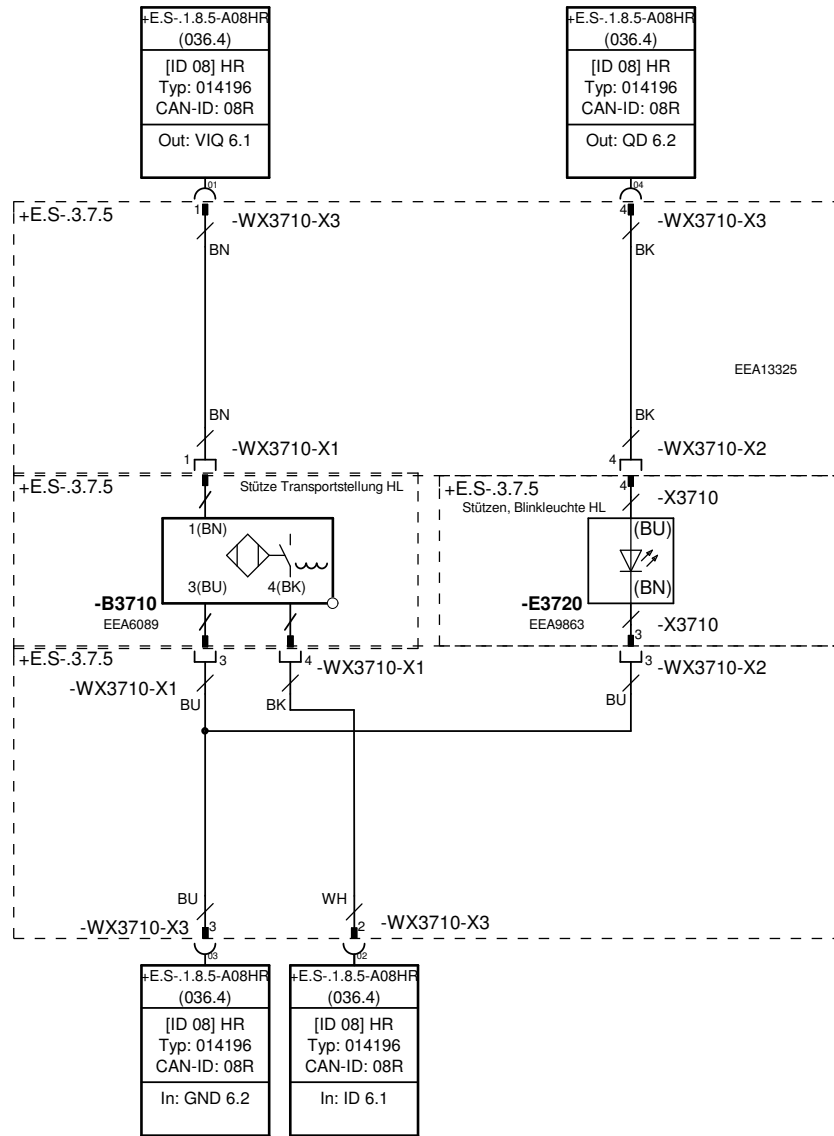 +E.S-.1.8.5-A08HR
(036.4)
[ID 08] HR
Typ: 014196
CAN-ID: 08R
Out: VIQ 6.1
+E.S-.1.8.5-A08HR
(036.4)
[ID 08] HR
Typ: 014196
CAN-ID: 08R
Out: QD 6.2
01
04
+E.S-.3.7.5
1
-WX3710-X3
BN
4
-WX3710-X3
BK
EEA13325
BN
1
-WX3710-X1
BK
4
-WX3710-X2
+E.S-.3.7.5
Stütze Transportstellung HL
1(BN)
3(BU)
4(BK)
-B3710
EEA6089
+E.S-.3.7.5
4
-X3710
Stützen, Blinkleuchte HL
(BU)
(BN)
-E3720
EEA9863
-X3710
3
+E.S-.3.7.5
3
-WX3710-X1
BU
4
-WX3710-X1
BK
3
-WX3710-X2
BU
BU
-WX3710-X3
3
WH
2
-WX3710-X3
03
02
+E.S-.1.8.5-A08HR
(036.4)
[ID 08] HR
Typ: 014196
CAN-ID: 08R
In: GND 6.2
+E.S-.1.8.5-A08HR
(036.4)
[ID 08] HR
Typ: 014196
CAN-ID: 08R
In: ID 6.1